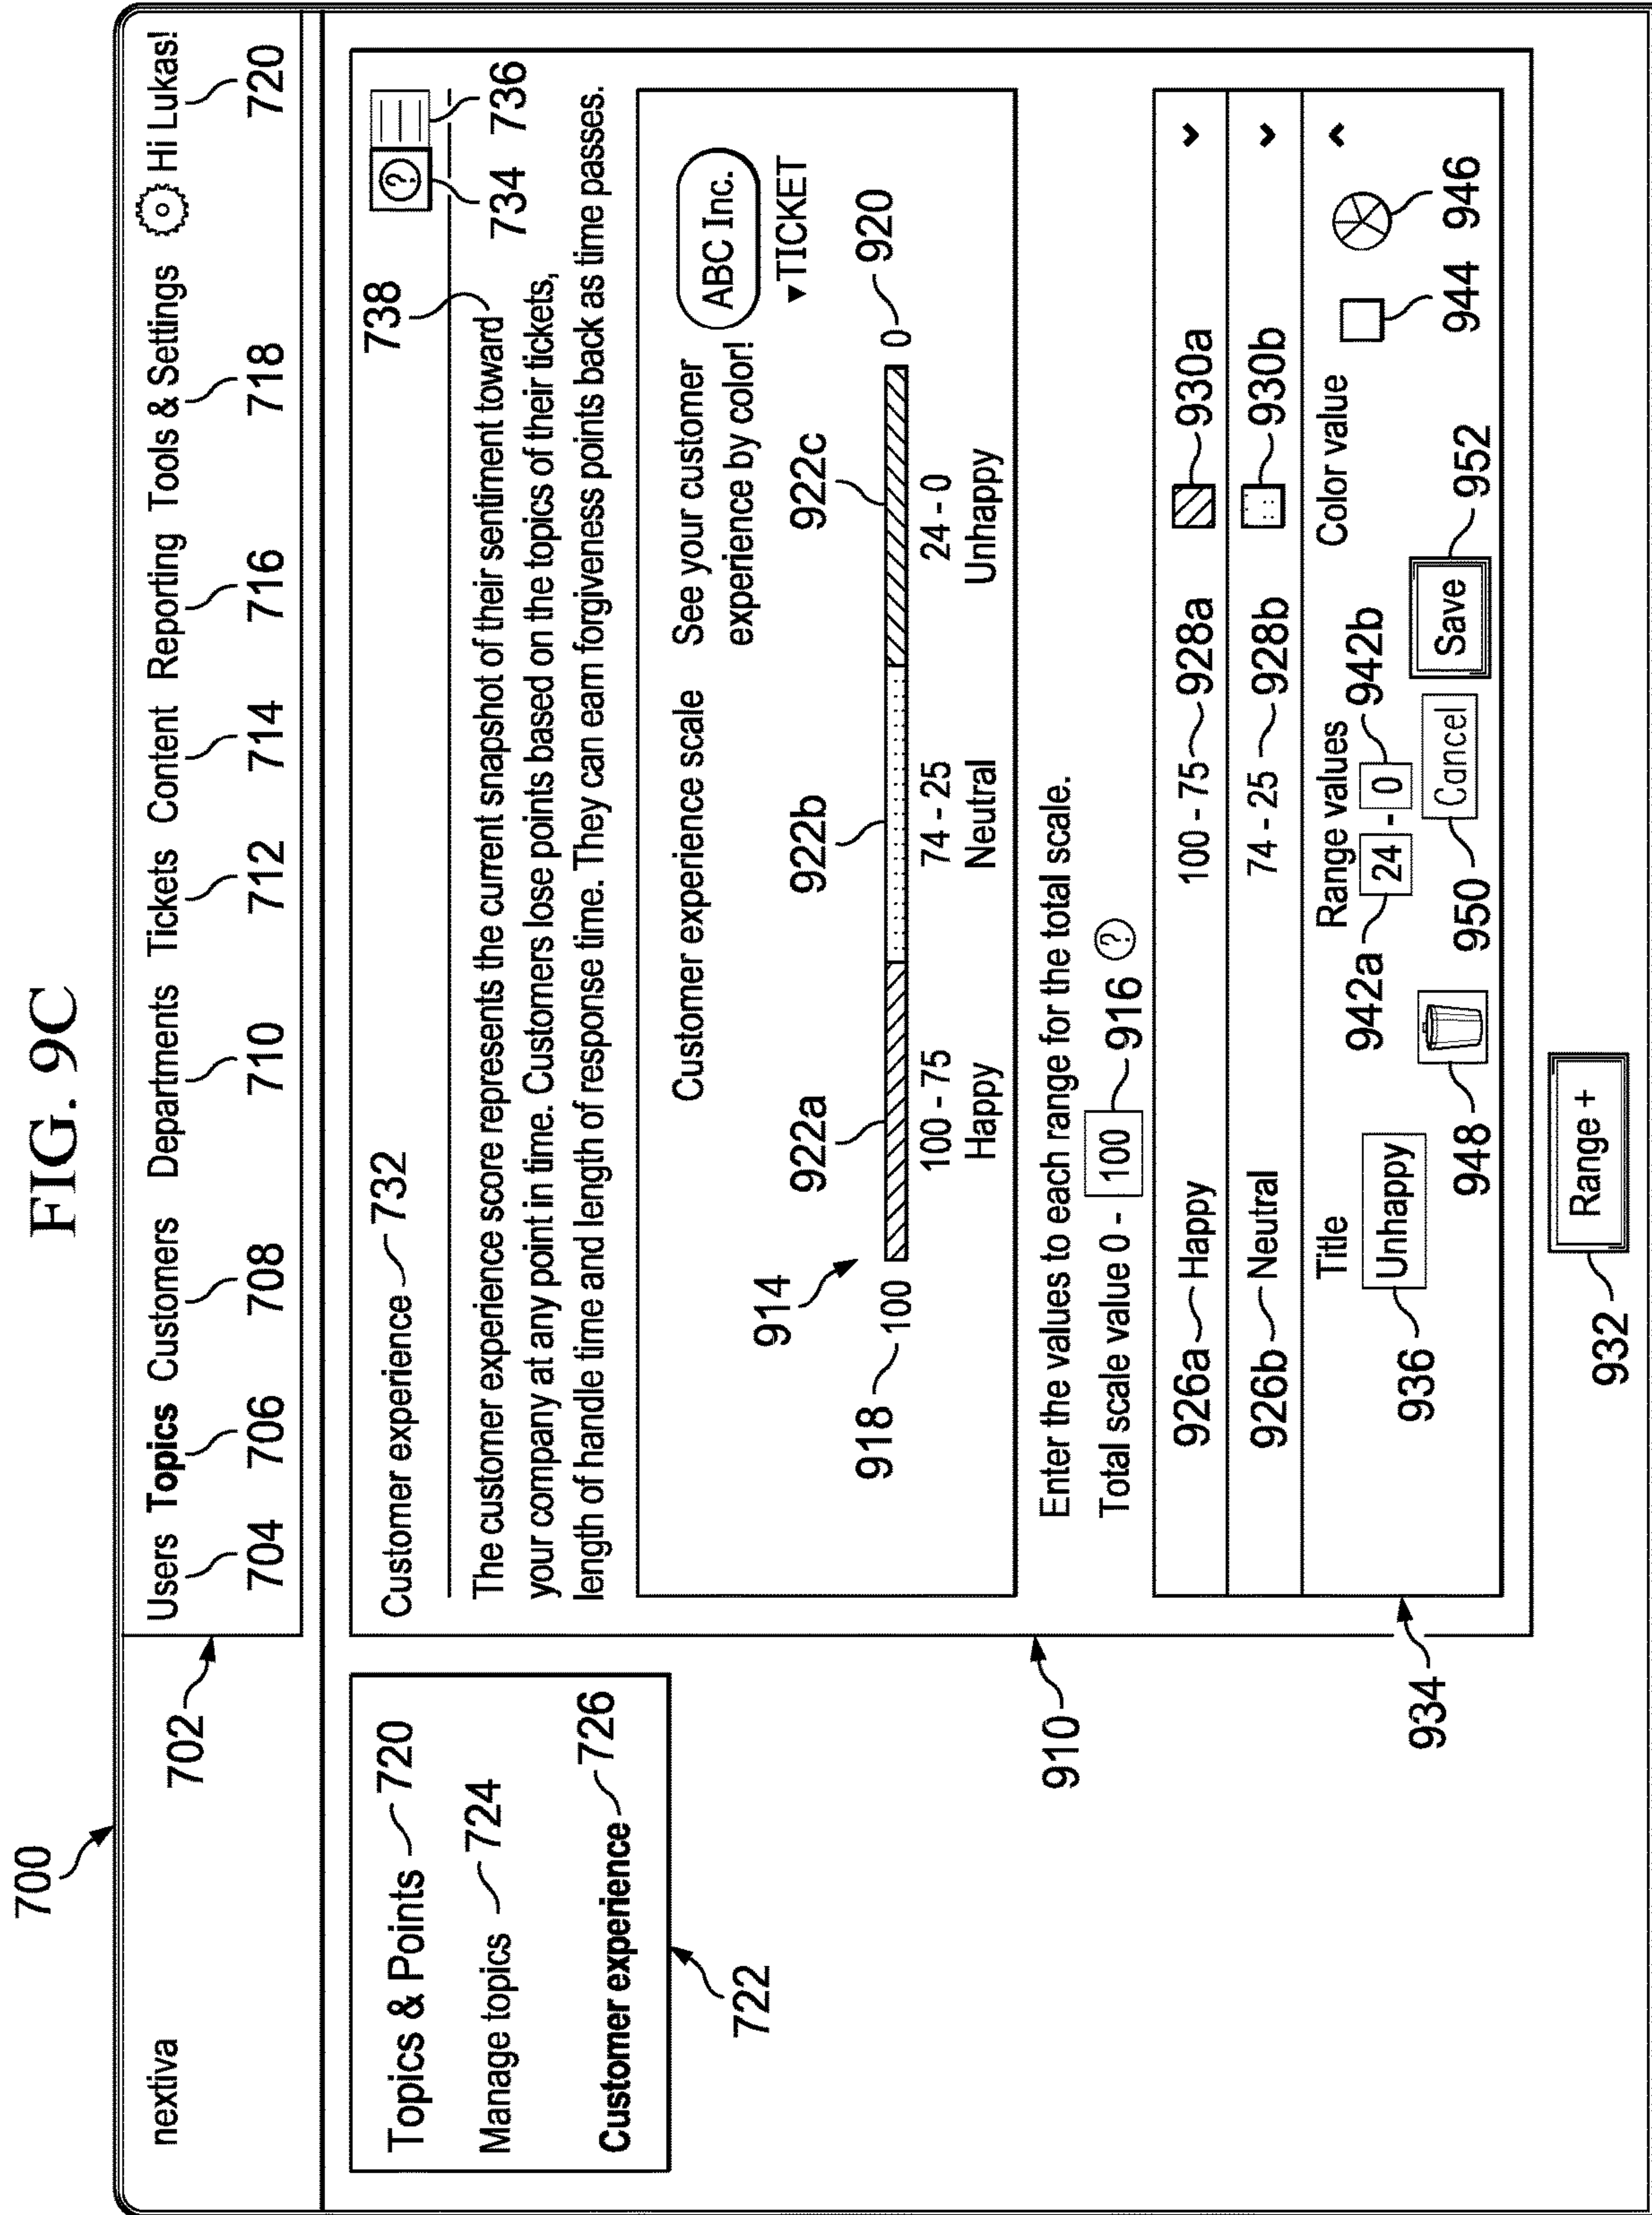 FIG. 9C
700
nextiva
702
Users Topics Customers Departments Tickets Content Reporting Tools & Settings Hi Lukas!
704 706 708 710 712 714 716 718 720
Topics & Points 720
Manage topics 724
Customer experience 726
722
Customer experience 732
738
?
734 736
The customer experience score represents the current snapshot of their sentiment toward
your company at any point in time. Customers lose points based on the topics of their tickets,
length of handle time and length of response time. They can earn forgiveness points back as time passes.
Customer experience scale
See your customer
experience by color!
ABC Inc.
▾TICKET
914
922a 922b 922c
918 100 0 920
100 - 75 74 - 25 24 - 0
Happy Neutral Unhappy
910
Enter the values to each range for the total scale.
Total scale value 0 - 100 916 ?
926a Happy 100 - 75 928a 930a
926b Neutral 74 - 25 928b 930b
934
Title Range values Color value
936 Unhappy 942a 24 - 0 942b 944 946
948 950 Cancel Save 952
932 Range +